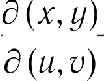 ∂(x, y)
∂(u, v)